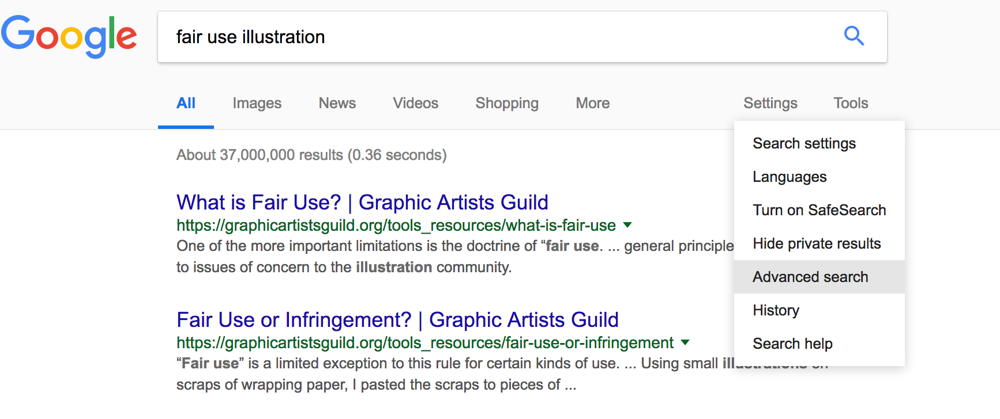 Google
fair use illustration
All Images News Videos Shopping More Settings Tools
Search settings
Languages
Turn on SafeSearch
Hide private results
Advanced search
History
Search help
About 37,000,000 results (0.36 seconds)
What is Fair Use? | Graphic Artists Guild
https://graphicartistsguild.org/tools_resources/what-is-fair-use
One of the more important limitations is the doctrine of “fair use. ... general principle
to issues of concern to the illustration community.
Fair Use or Infringement? | Graphic Artists Guild
https://graphicartistsguild.org/tools_resources/fair-use-or-infringement
“Fair use” is a limited exception to this rule for certain kinds of use. ... Using small illustrations on
scraps of wrapping paper, I pasted the scraps to pieces of ...